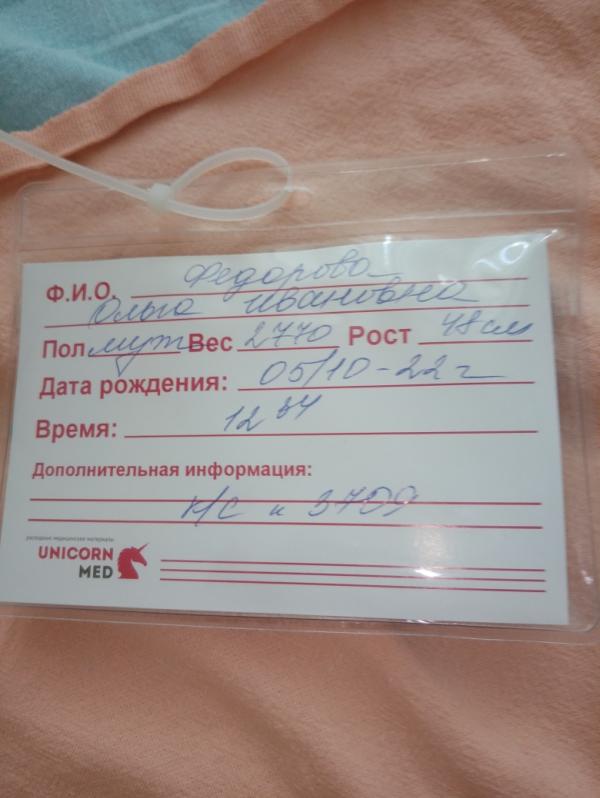 Ф.И.О. Федорова
Ольга Ивановна
Пол муж Вес 2770 Рост 48 см
Дата рождения: 05/10-22 г
Время: 12 34
Дополнительная информация:
и/с н 3709
расходные медицинские материалы
UNICORN
MED